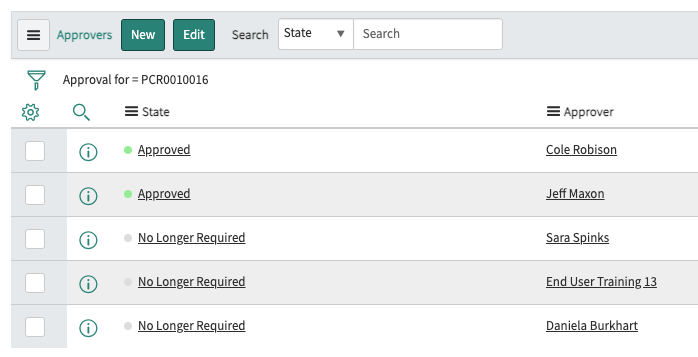 Approvers New Edit Search State Search
Approval for = PCR0010016
State Approver
Approved Cole Robison
Approved Jeff Maxon
No Longer Required Sara Spinks
No Longer Required End User Training 13
No Longer Required Daniela Burkhart